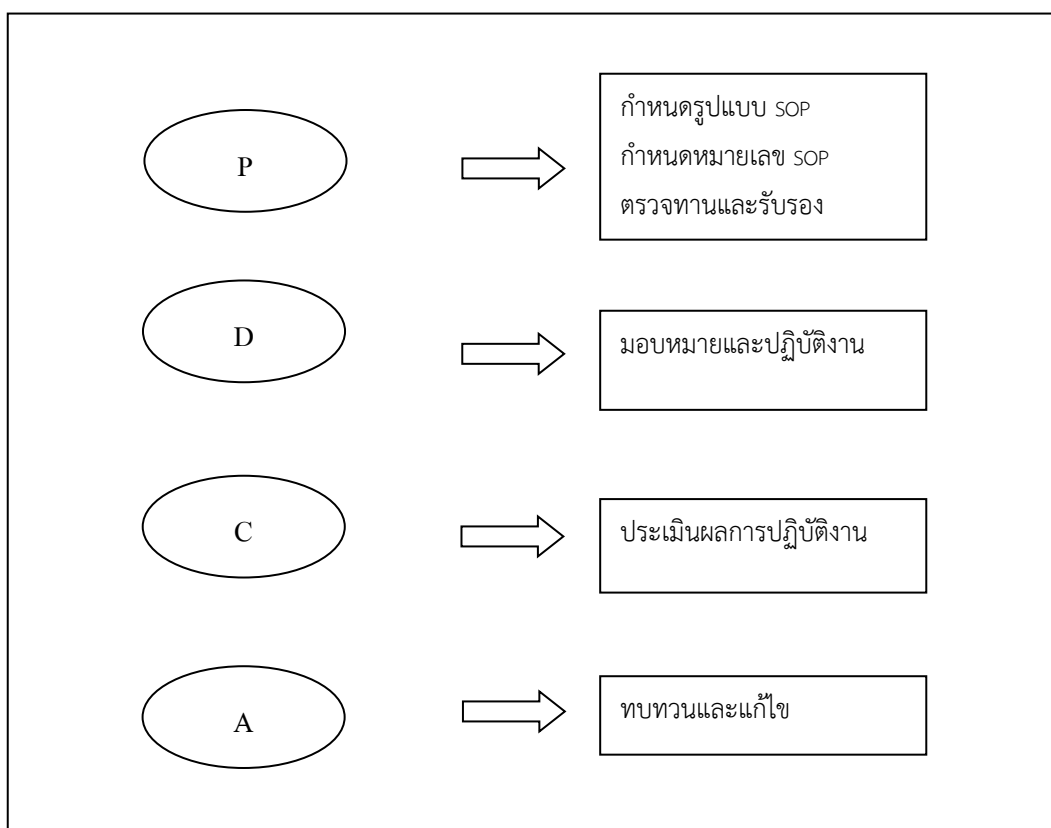 P
กำหนดรูปแบบ SOP
กำหนดหมายเลข SOP
ตรวจทานและรับรอง
D
มอบหมายและปฏิบัติงาน
C
ประเมินผลการปฏิบัติงาน
A
ทบทวนและแก้ไข